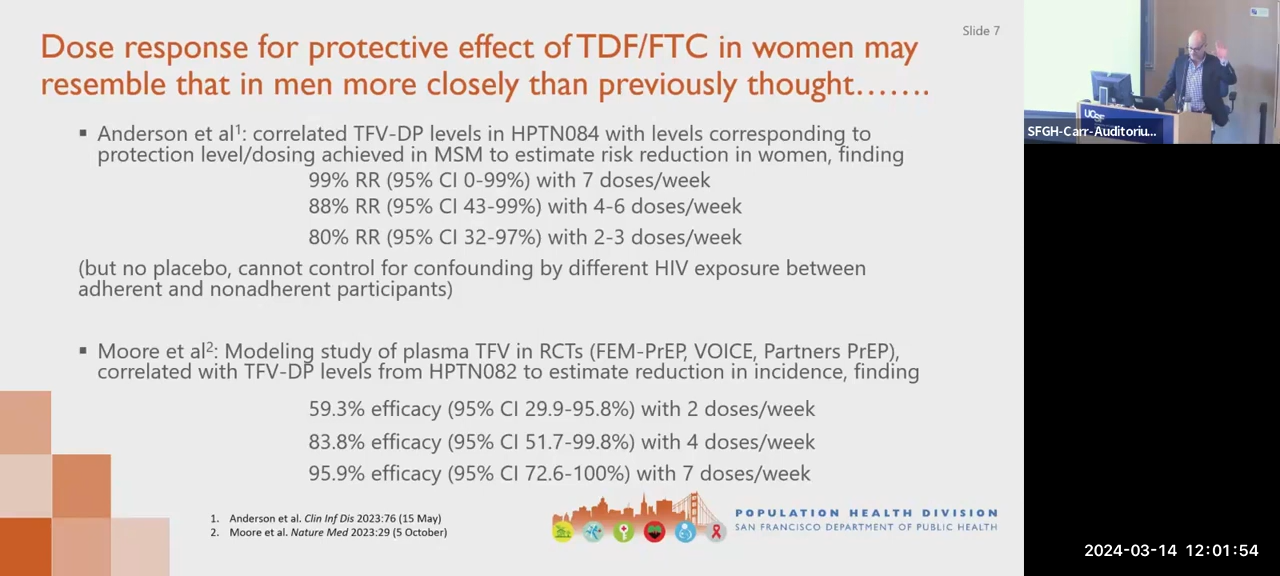 Slide 7
Dose response for protective effect of TDF/FTC in women may
resemble that in men more closely than previously thought…….
▪ Anderson et al1: correlated TFV-DP levels in HPTN084 with levels corresponding to
protection level/dosing achieved in MSM to estimate risk reduction in women, finding
99% RR (95% CI 0-99%) with 7 doses/week
88% RR (95% CI 43-99%) with 4-6 doses/week
80% RR (95% CI 32-97%) with 2-3 doses/week
(but no placebo, cannot control for confounding by different HIV exposure between
adherent and nonadherent participants)
▪ Moore et al2: Modeling study of plasma TFV in RCTs (FEM-PrEP, VOICE, Partners PrEP),
correlated with TFV-DP levels from HPTN082 to estimate reduction in incidence, finding
59.3% efficacy (95% CI 29.9-95.8%) with 2 doses/week
83.8% efficacy (95% CI 51.7-99.8%) with 4 doses/week
95.9% efficacy (95% CI 72.6-100%) with 7 doses/week
1. Anderson et al. Clin Inf Dis 2023:76 (15 May)
2. Moore et al. Nature Med 2023:29 (5 October)
POPULATION HEALTH DIVISION
SAN FRANCISCO DEPARTMENT OF PUBLIC HEALTH
UCSF
SFGH-Carr-Auditoriu...
2024-03-14 12:01:54